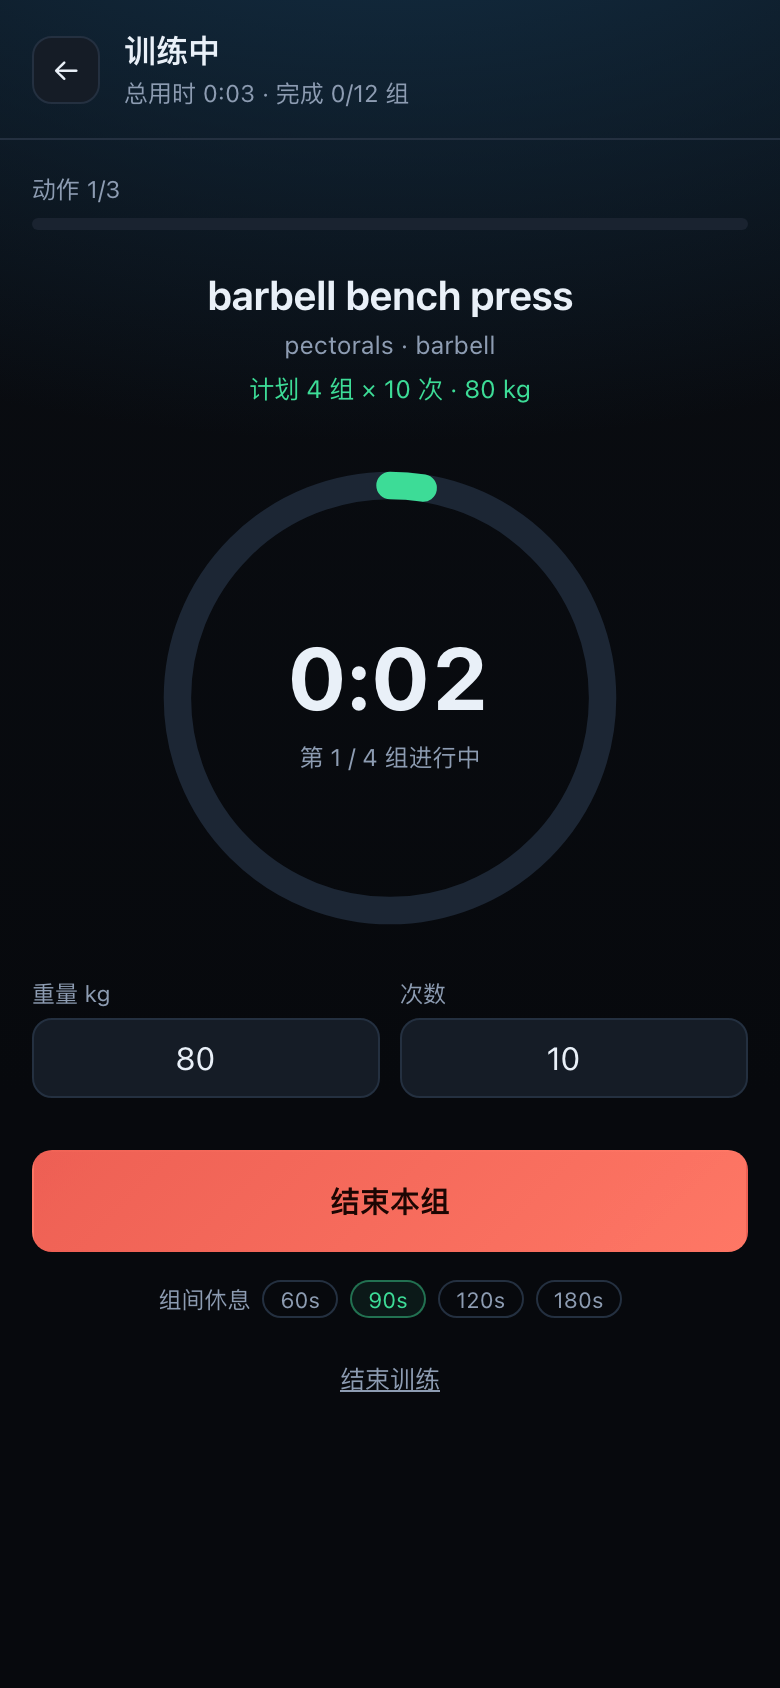 训练中
总用时 0:03 · 完成 0/12 组
动作 1/3
barbell bench press
pectorals · barbell
计划 4 组 × 10 次 · 80 kg
0:02
第 1 / 4 组进行中
重量 kg
次数
80
10
结束本组
组间休息 60s 90s 120s 180s
结束训练